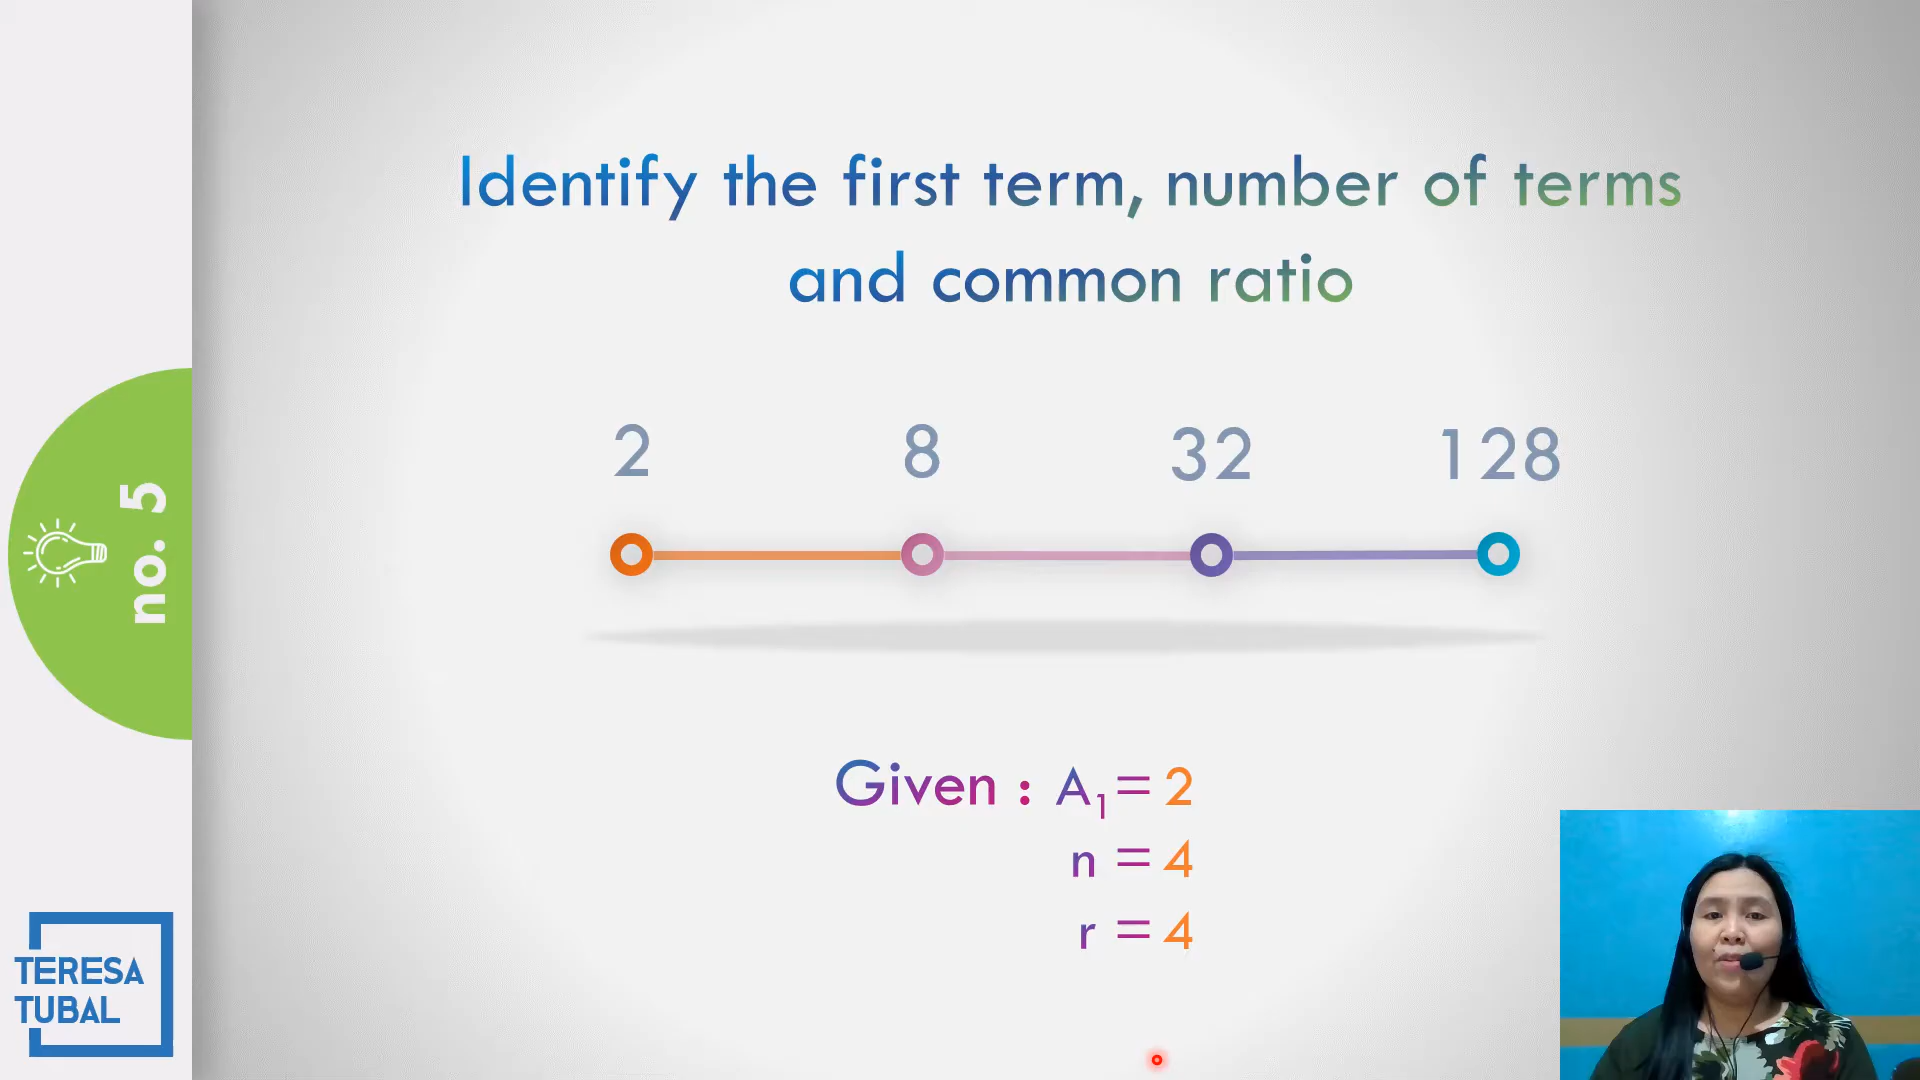 Identify the first term, number of terms
and common ratio
2 8 32 128
no. 5
Given : A₁= 2
n = 4
r = 4
TERESA
TUBAL